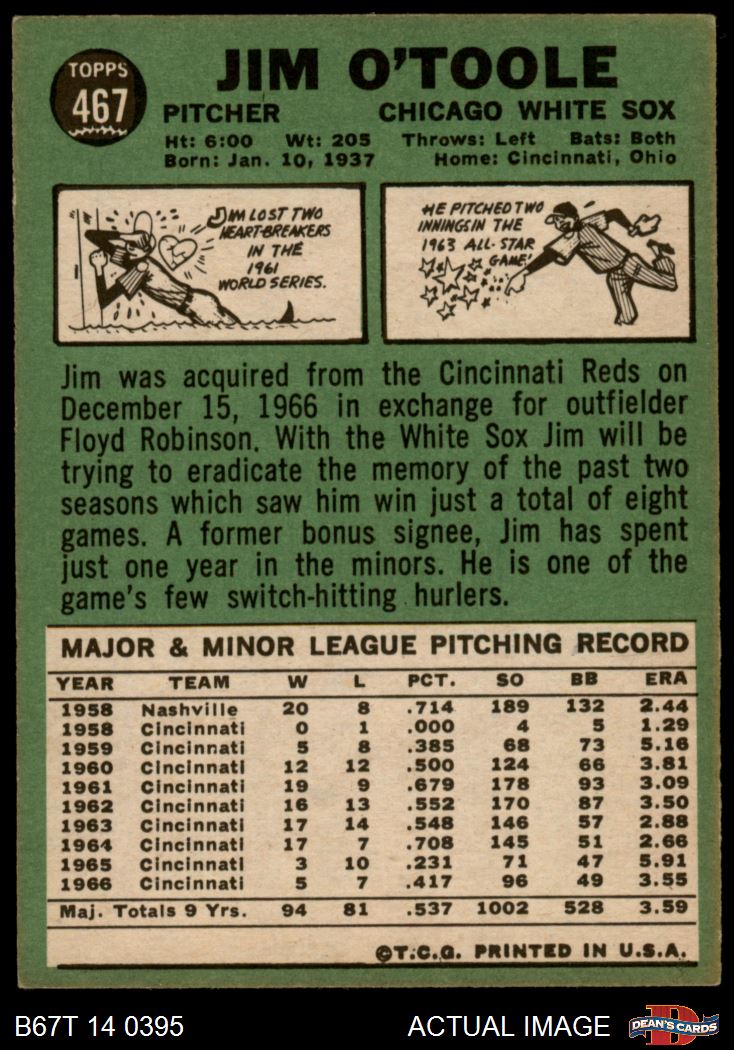 TOPPS
467
JIM O'TOOLE
PITCHER CHICAGO WHITE SOX
Ht: 6:00 Wt: 205 Throws: Left Bats: Both
Born: Jan. 10, 1937 Home: Cincinnati, Ohio
JIM LOST TWO
HEART-BREAKERS
IN THE
1961
WORLD SERIES.
HE PITCHED TWO
INNINGS IN THE
1963 ALL-STAR
GAME!
Jim was acquired from the Cincinnati Reds on
December 15, 1966 in exchange for outfielder
Floyd Robinson. With the White Sox Jim will be
trying to eradicate the memory of the past two
seasons which saw him win just a total of eight
games. A former bonus signee, Jim has spent
just one year in the minors. He is one of the
game's few switch-hitting hurlers.
MAJOR & MINOR LEAGUE PITCHING RECORD
YEAR TEAM W L PCT. SO BB ERA
1958 Nashville 20 8 .714 189 132 2.44
1958 Cincinnati 0 1 .000 4 5 1.29
1959 Cincinnati 5 8 .385 68 73 5.16
1960 Cincinnati 12 12 .500 124 66 3.81
1961 Cincinnati 19 9 .679 178 93 3.09
1962 Cincinnati 16 13 .552 170 87 3.50
1963 Cincinnati 17 14 .548 146 57 2.88
1964 Cincinnati 17 7 .708 145 51 2.66
1965 Cincinnati 3 10 .231 71 47 5.91
1966 Cincinnati 5 7 .417 96 49 3.55
Maj. Totals 9 Yrs. 94 81 .537 1002 528 3.59
©T.C.G. PRINTED IN U.S.A.
B67T 14 0395 ACTUAL IMAGE
DEAN'S CARDS